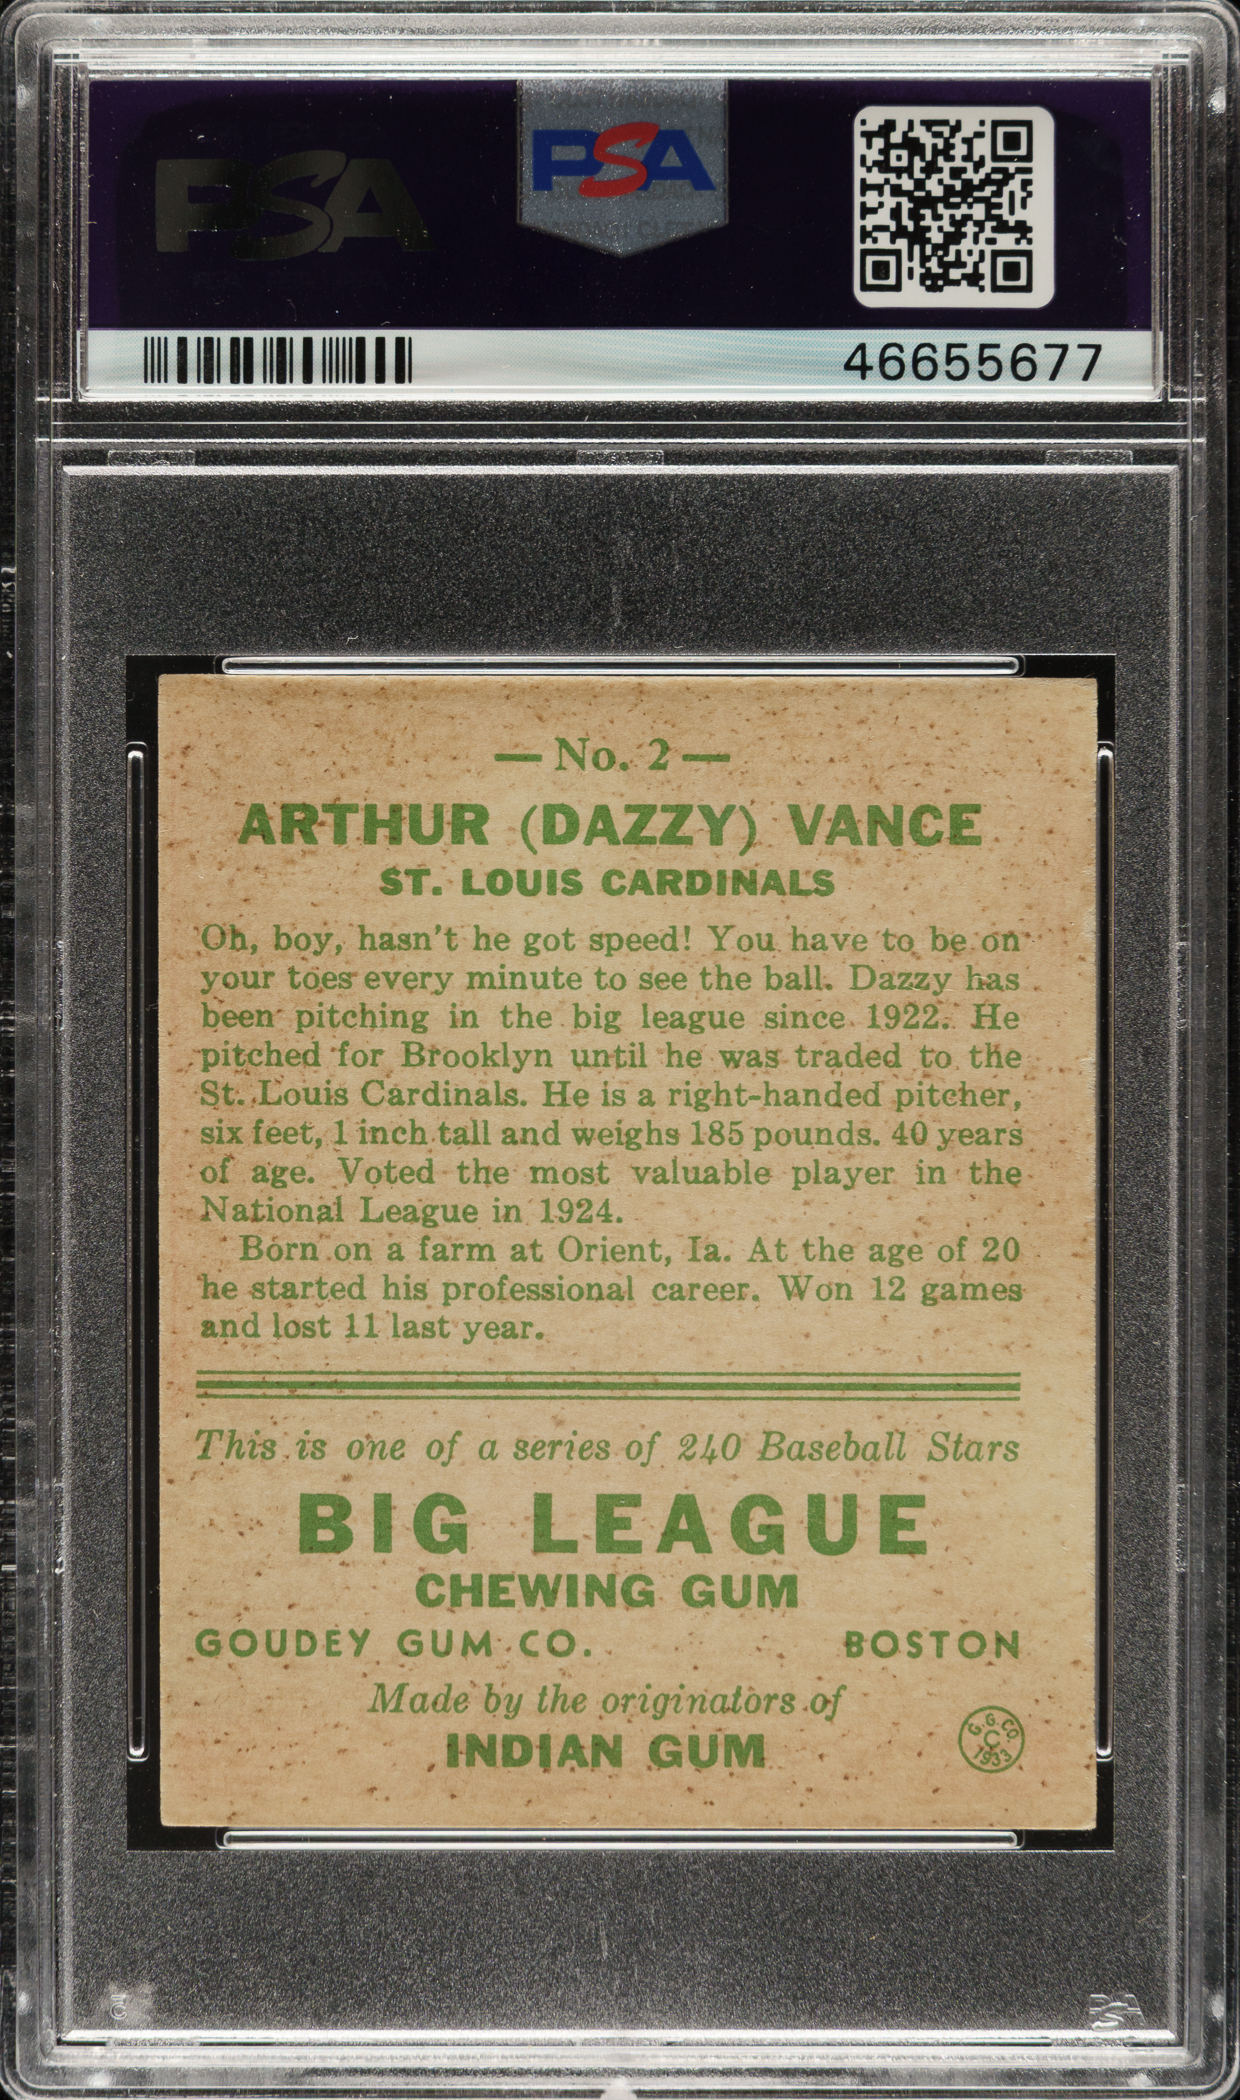 PSA
PSA
46655677
— No. 2 —
ARTHUR (DAZZY) VANCE
ST. LOUIS CARDINALS
Oh, boy, hasn't he got speed! You have to be on
your toes every minute to see the ball. Dazzy has
been pitching in the big league since 1922. He
pitched for Brooklyn until he was traded to the
St. Louis Cardinals. He is a right-handed pitcher,
six feet, 1 inch tall and weighs 185 pounds. 40 years
of age. Voted the most valuable player in the
National League in 1924.
Born on a farm at Orient, Ia. At the age of 20
he started his professional career. Won 12 games
and lost 11 last year.
This is one of a series of 240 Baseball Stars
BIG LEAGUE
CHEWING GUM
GOUDEY GUM CO. BOSTON
Made by the originators of
INDIAN GUM
G.G.CO.
C
1933
PSA